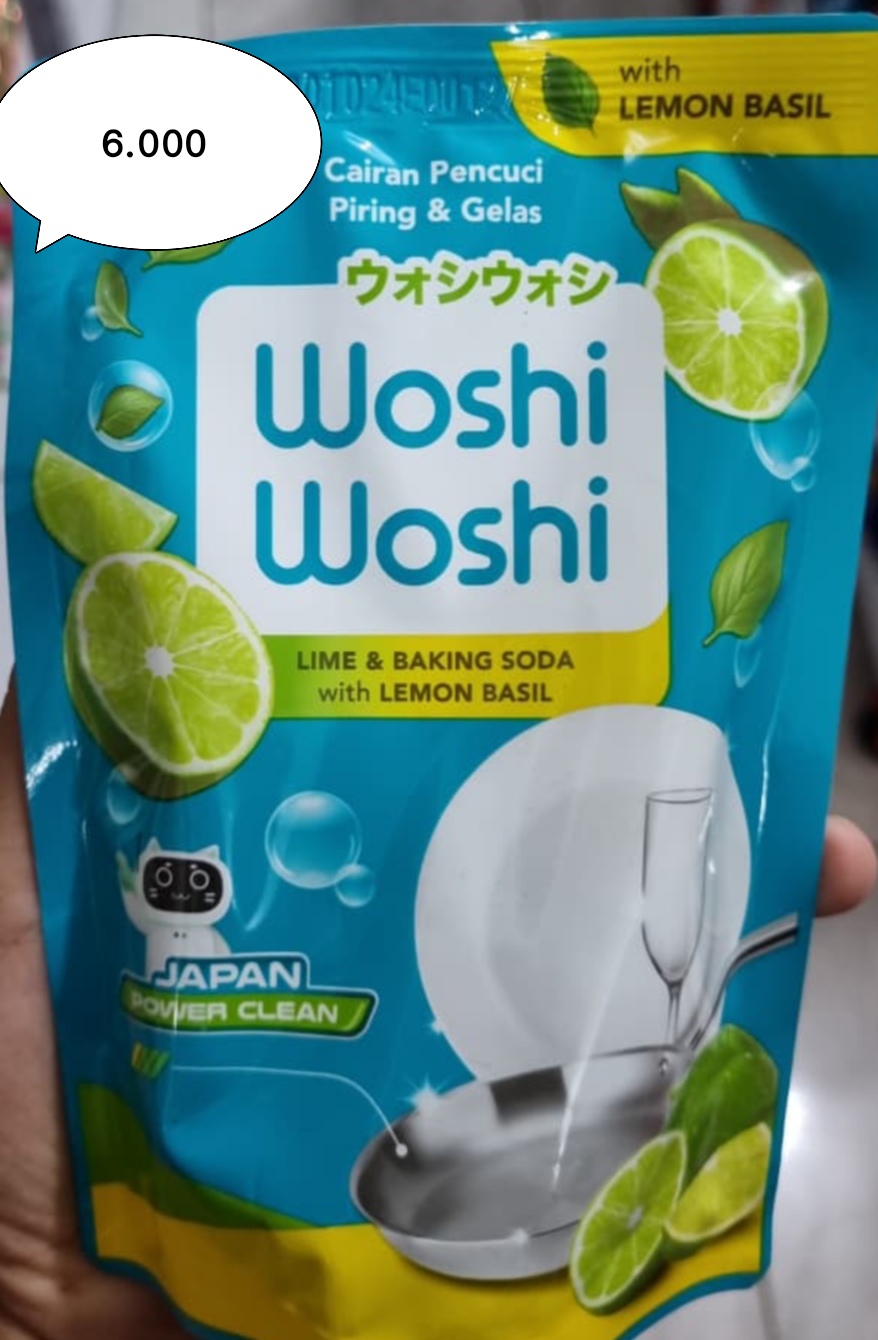 6.000
with
LEMON BASIL
Cairan Pencuci
Piring & Gelas
ウォシウォシ
Woshi
Woshi
LIME & BAKING SODA
with LEMON BASIL
JAPAN
POWER CLEAN